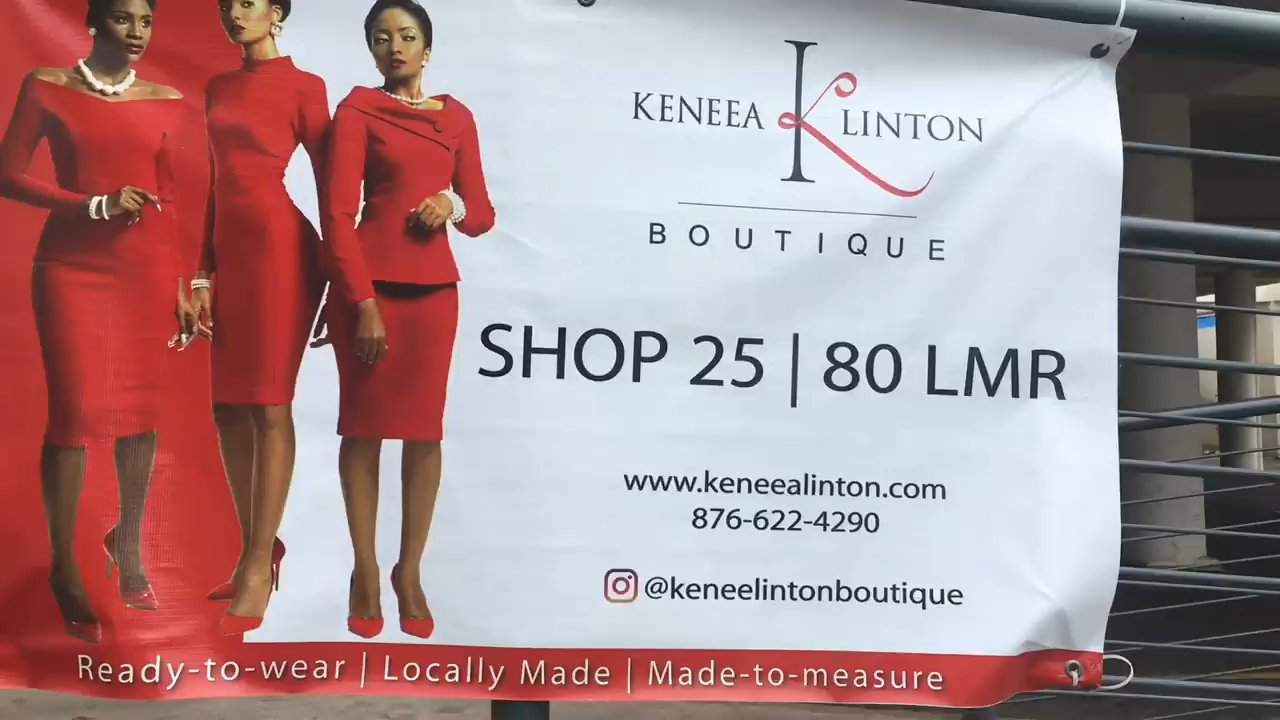 KENEEA K LINTON
BOUTIQUE
SHOP 25 | 80 LMR
www.keneealinton.com
876-622-4290
@keneelintonboutique
Ready-to-wear | Locally Made | Made-to-measure